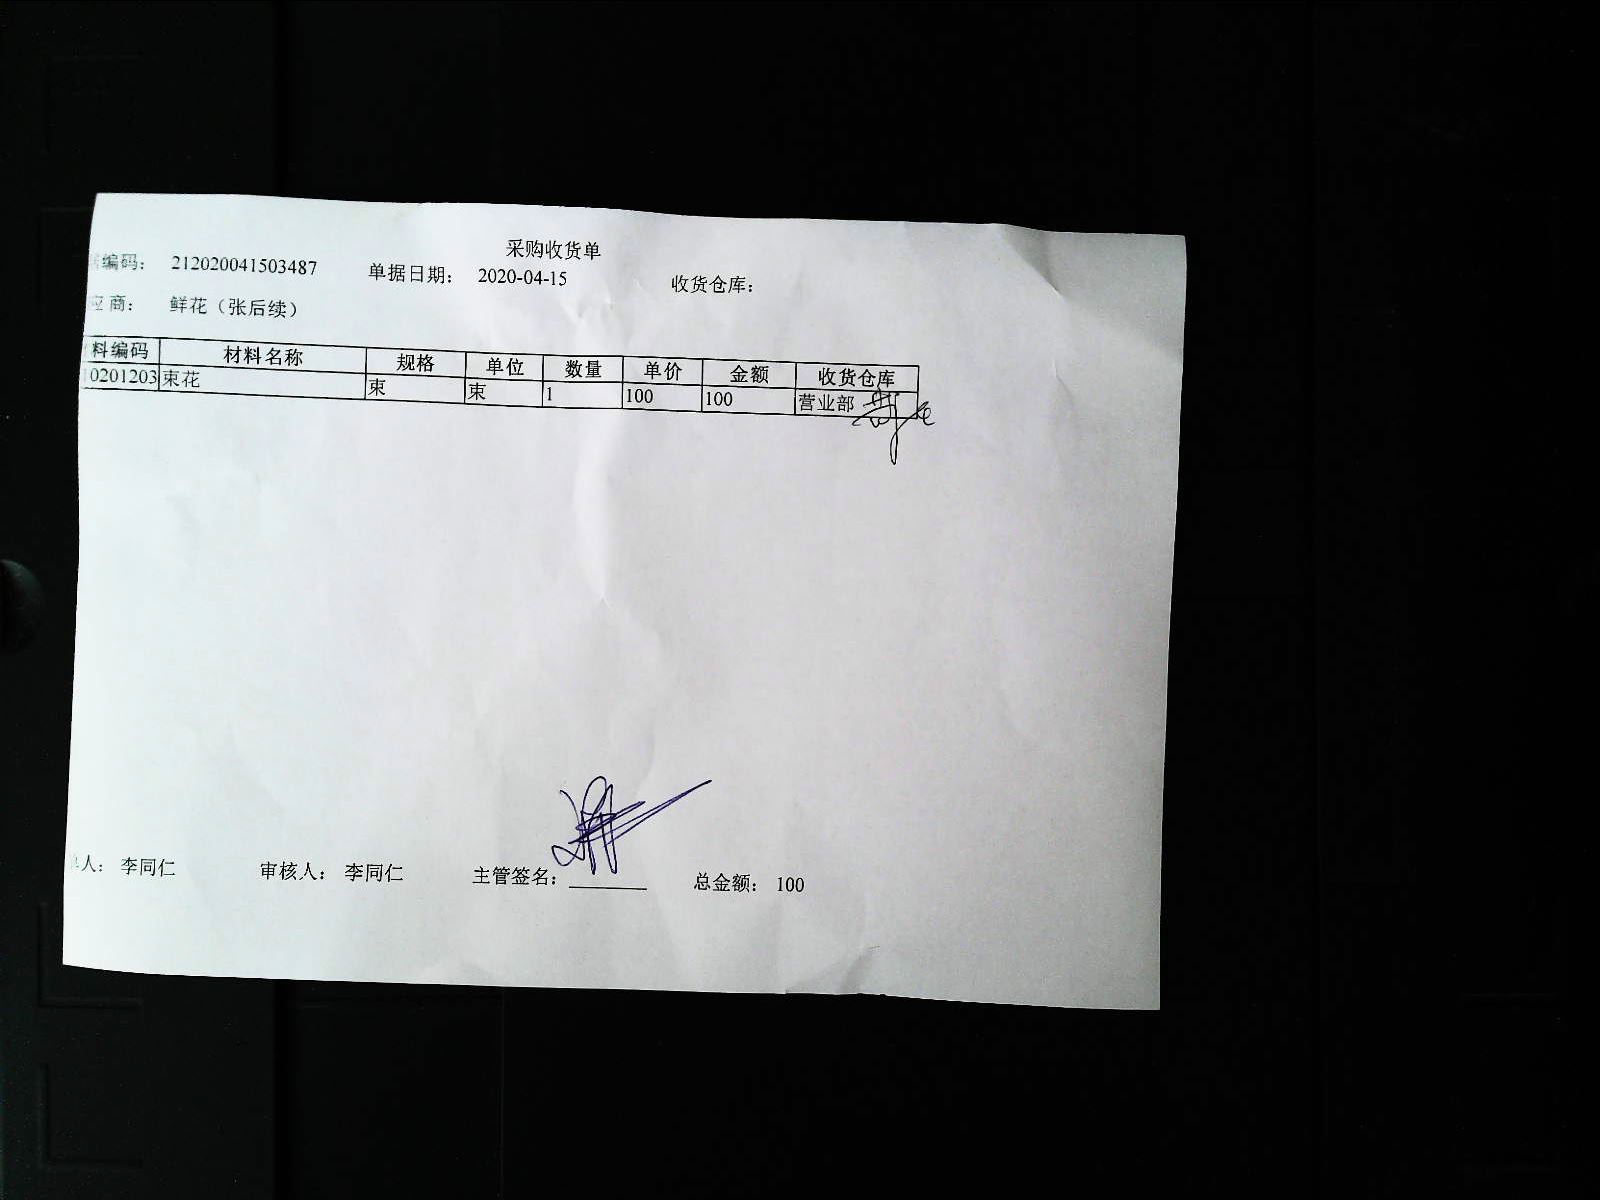 采购收货单
编码： 212020041503487 单据日期： 2020-04-15 收货仓库：
应商： 鲜花（张后续）
料编码 材料名称 规格 单位 数量 单价 金额 收货仓库
10201203 束花 束 束 1 100 100 营业部
单人： 李同仁 审核人： 李同仁 主管签名： 总金额： 100